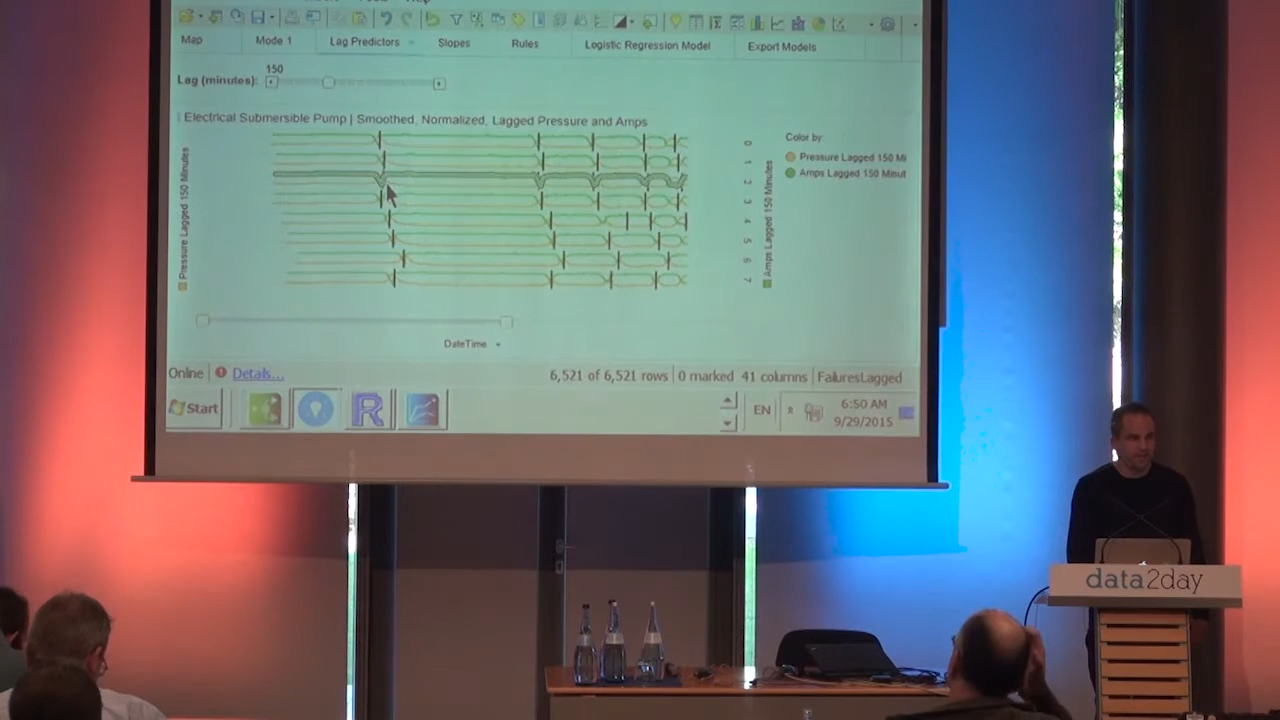 Map Mode 1 Lag Predictors Slopes Rules Logistic Regression Model Export Models
150
Lag (minutes):
Electrical Submersible Pump | Smoothed, Normalized, Lagged Pressure and Amps
Color by:
Pressure Lagged 150 Mi
Amps Lagged 150 Minut
Pressure Lagged 150 Minutes
0
1
2
3
4
5
6
7
Amps Lagged 150 Minutes
DateTime
Online Details... 6,521 of 6,521 rows 0 marked 41 columns FailuresLagged
Start R EN 6:50 AM
9/29/2015
data2day